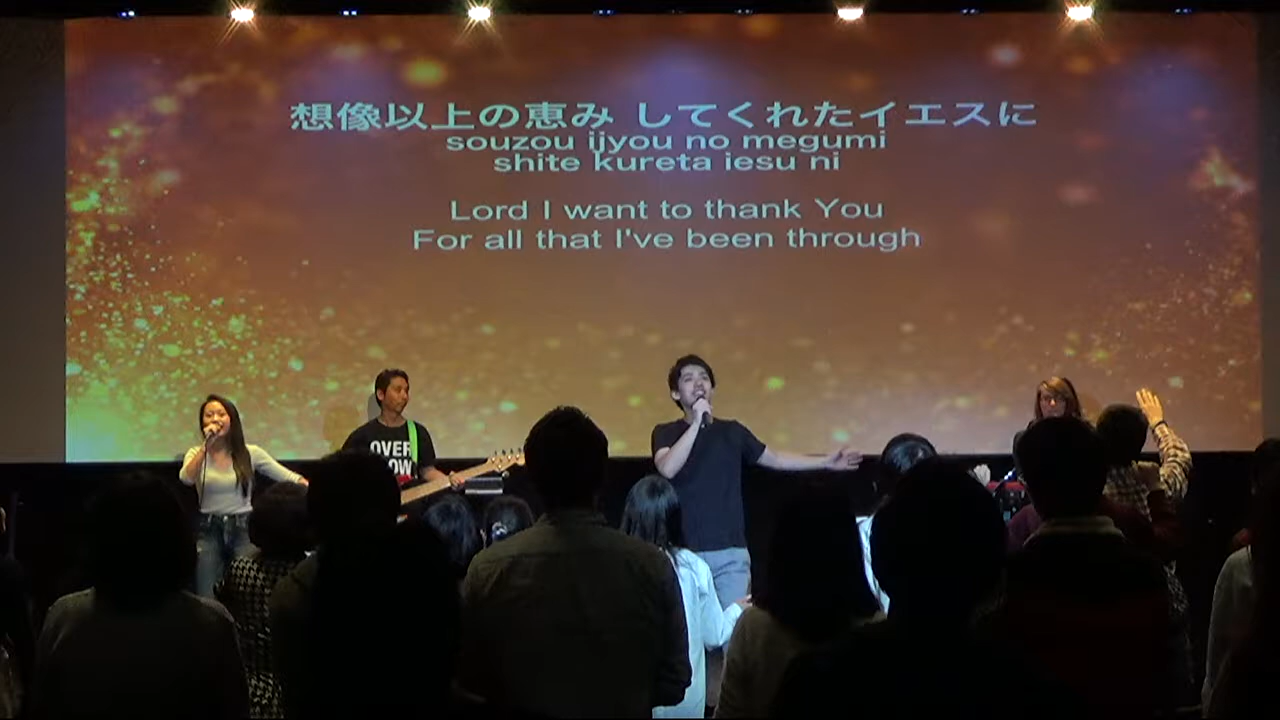 想像以上の恵み してくれたイエスに
souzou ijyou no megumi
shite kureta iesu ni
Lord I want to thank You
For all that I've been through
OVER